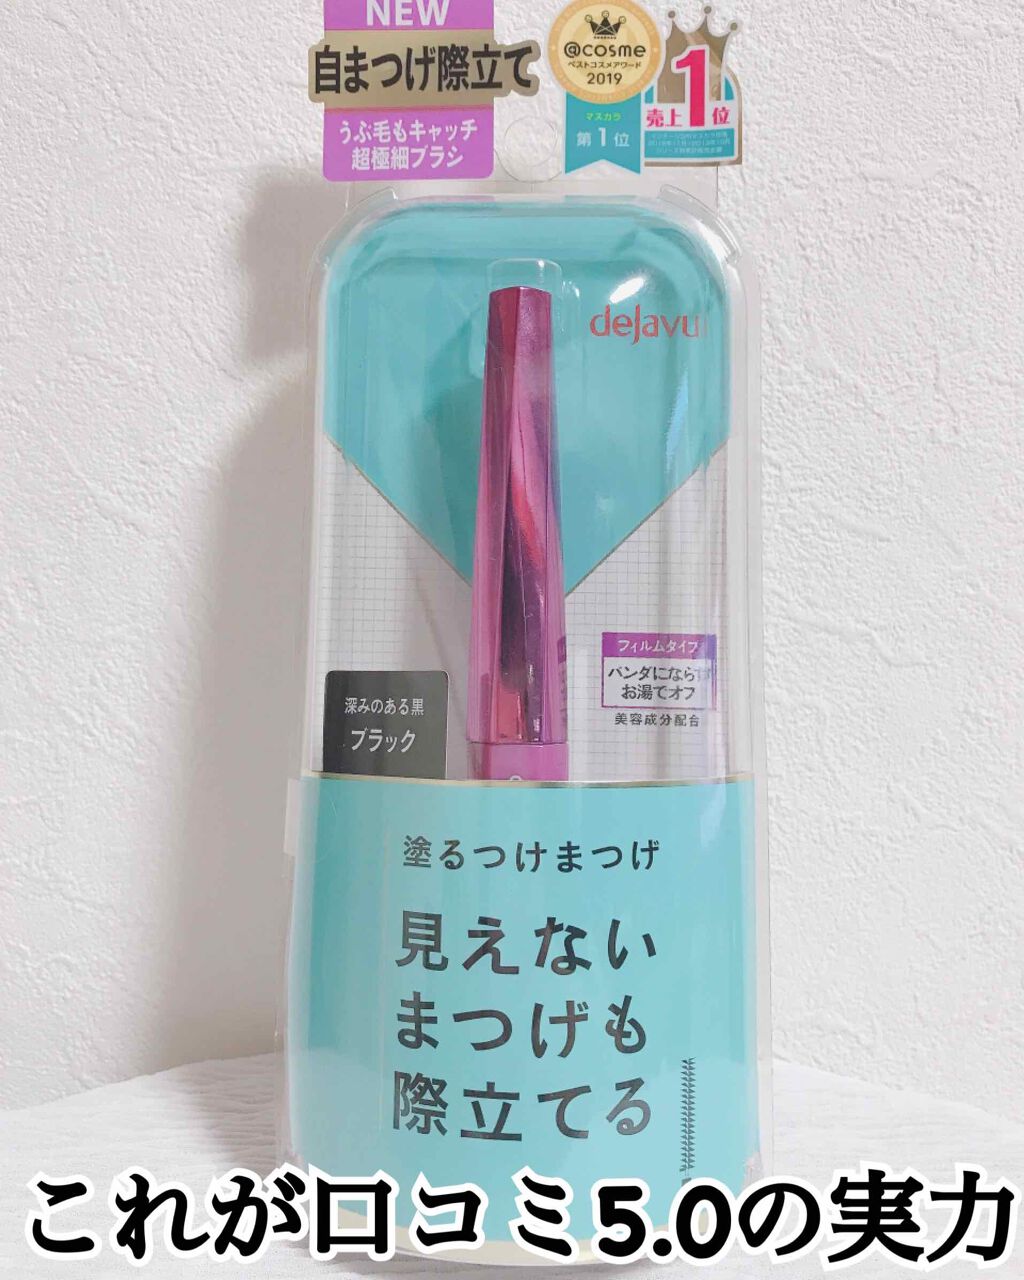 NEW
自まつげ際立て
うぶ毛もキャッチ
超極細ブラシ
@cosme
ベストコスメアワード
2019
マスカラ
第1位
売上1位
dejavu
フィルムタイプ
パンダにならず
お湯でオフ
美容成分配合
深みのある黒
ブラック
塗るつけまつげ
見えない
まつげも
際立てる
これが口コミ5.0の実力